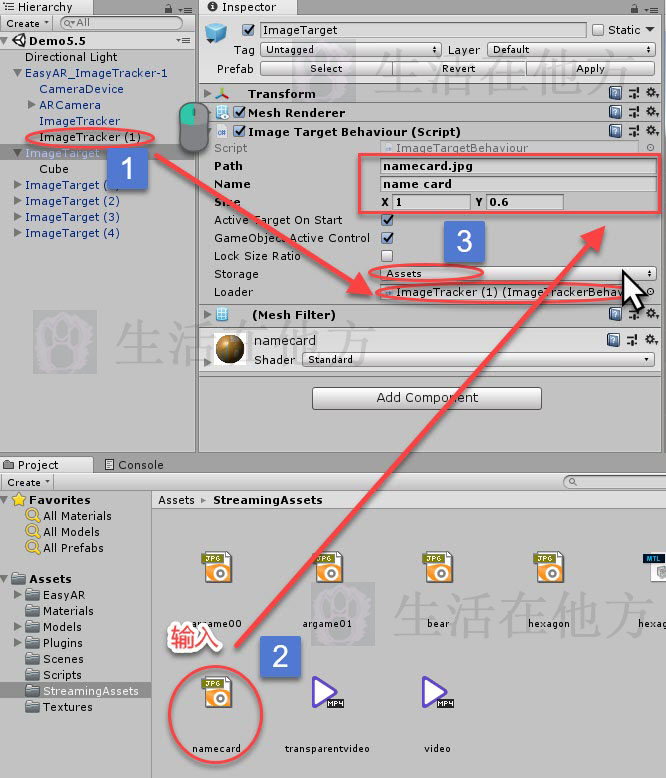 Hierarchy
Create
All
Demo5.5
Directional Light
EasyAR_ImageTracker-1
CameraDevice
ARCamera
ImageTracker
ImageTracker (1)
ImageTarget
Cube
ImageTarget
ImageTarget (2)
ImageTarget (3)
ImageTarget (4)
1
Inspector
ImageTarget
Static
Tag Untagged Layer Default
Prefab Select Revert Apply
生活在他方
Transform
Mesh Renderer
Image Target Behaviour (Script)
Script ImageTargetBehaviour
Path namecard.jpg
Name name card
Size X 1 Y 0.6
Active Target On Start
GameObject Active Control
3
Lock Size Ratio
Storage Assets
Loader ImageTracker (1) (ImageTrackerBehav
(Mesh Filter)
生活在他方
namecard
Shader Standard
Add Component
Project Console
Create
Favorites
All Materials
All Models
All Prefabs
Assets
EasyAR
Materials
Models
Plugins
Scenes
Scripts
StreamingAssets
Textures
Assets StreamingAssets
JPG JPG JPG JPG MTL
argame01 bear hexagon
生活在他方
输入
2
JPG MP4 MP4
namecard transparentvideo video